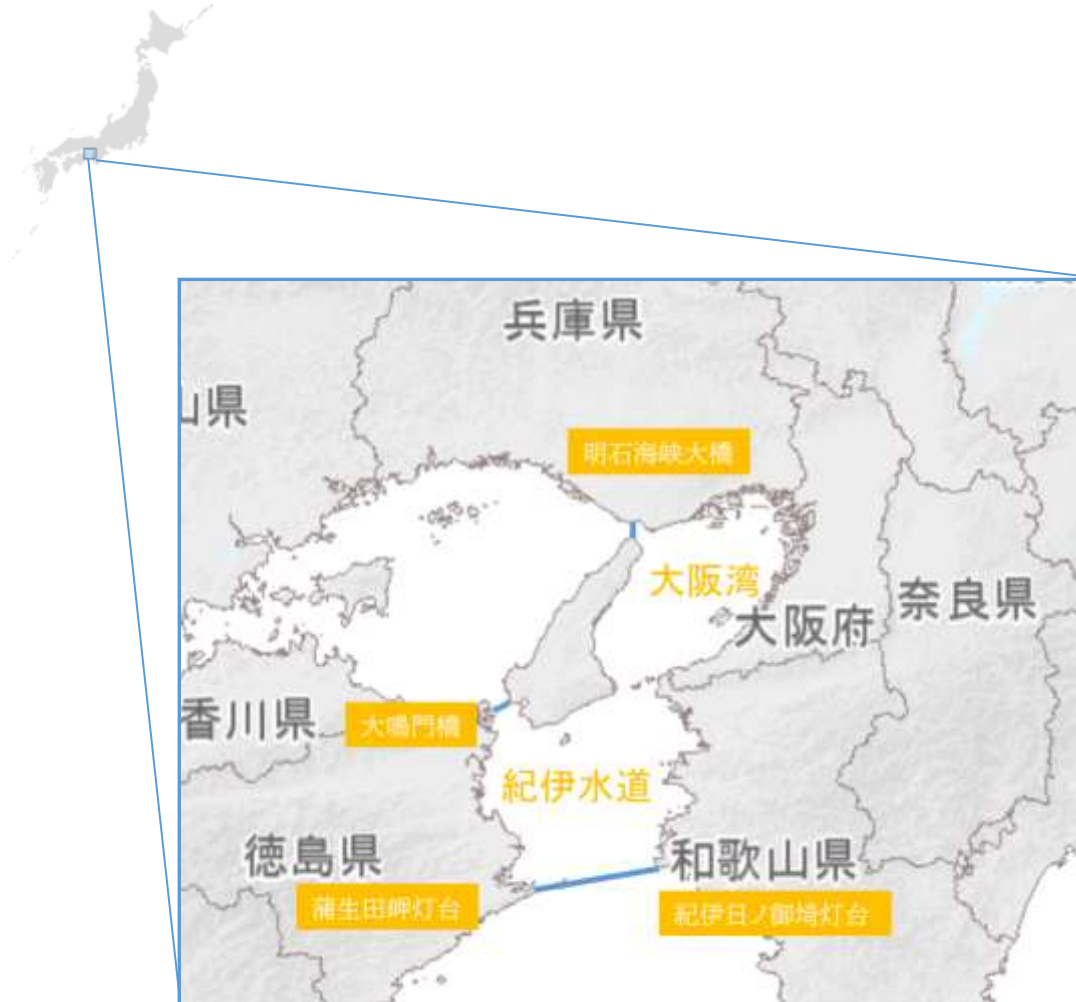 兵庫県
山県
明石海峡大橋
大阪湾
奈良県
大阪府
香川県
大鳴門橋
紀伊水道
徳島県
和歌山県
蒲生田岬灯台
紀伊日ノ御埼灯台